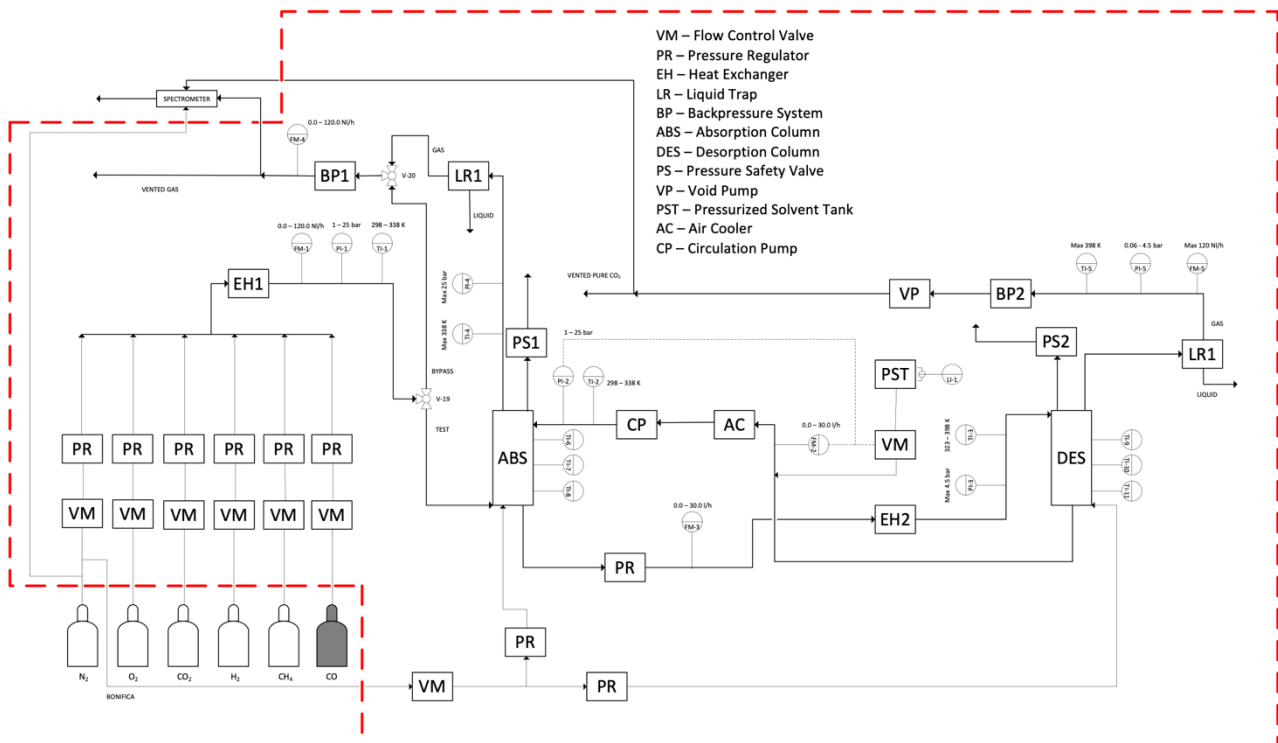 VM – Flow Control Valve
PR – Pressure Regulator
EH – Heat Exchanger
LR – Liquid Trap
BP – Backpressure System
ABS – Absorption Column
DES – Desorption Column
PS – Pressure Safety Valve
VP – Void Pump
PST – Pressurized Solvent Tank
AC – Air Cooler
CP – Circulation Pump
SPECTROMETER
0.0 – 120.0 Nl/h
FM-4
VENTED GAS
BP1
V-20
GAS
LR1
LIQUID
0.0 – 120.0 Nl/h
1 – 25 bar
298 – 338 K
FM-1
PI-1
TI-1
EH1
Max 25 bar
PI-4
Max 338 K
TI-4
PS1
BYPASS
V-19
TEST
VENTED PURE CO₂
VP
BP2
Max 398 K
0.06 - 4.5 bar
Max 120 Nl/h
TI-5
PI-5
FM-5
GAS
LR1
LIQUID
PS2
1 – 25 bar
PI-2
TI-2
298 – 338 K
PST
LI-1
CP
AC
0.0 – 30.0 l/h
FM-2
VM
ABS
TI-6
TI-7
TI-8
323 – 398 K
TI-3
Max 4.5 bar
PI-3
DES
TI-9
TI-10
TI-11
PR
PR
PR
PR
PR
PR
VM
VM
VM
VM
VM
VM
0.0 – 30.0 l/h
FM-3
EH2
PR
PR
N₂
O₂
CO₂
H₂
CH₄
CO
BONIFICA
VM
PR